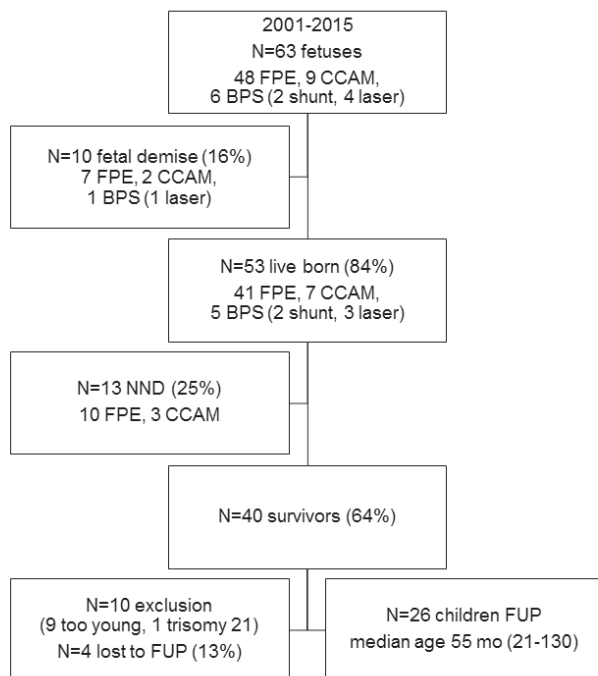 2001-2015
N=63 fetuses
48 FPE, 9 CCAM,
6 BPS (2 shunt, 4 laser)
N=10 fetal demise (16%)
7 FPE, 2 CCAM,
1 BPS (1 laser)
N=53 live born (84%)
41 FPE, 7 CCAM,
5 BPS (2 shunt, 3 laser)
N=13 NND (25%)
10 FPE, 3 CCAM
N=40 survivors (64%)
N=10 exclusion
(9 too young, 1 trisomy 21)
N=4 lost to FUP (13%)
N=26 children FUP
median age 55 mo (21-130)